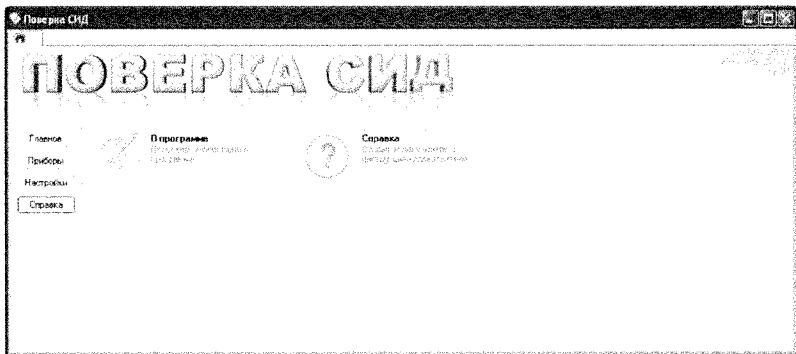 Поверка СИД
ПОВЕРКА СИД
Главное
О программе
Справка
Приборы
Настройки
Справка